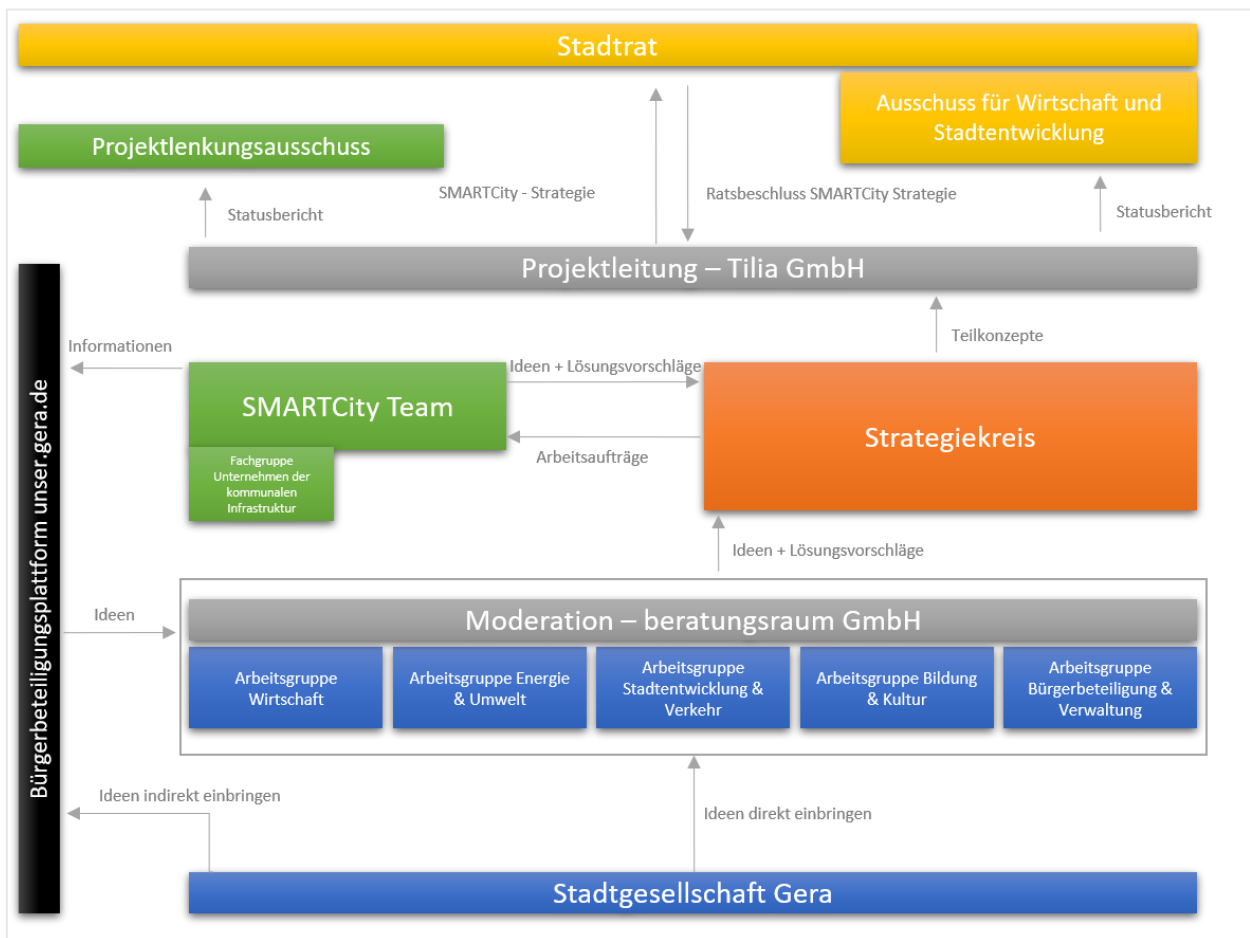 Stadtrat
Ausschuss für Wirtschaft und
Stadtentwicklung
Projektlenkungsausschuss
SMARTCity - Strategie
Ratsbeschluss SMARTCity Strategie
Statusbericht
Statusbericht
Projektleitung – Tilia GmbH
Teilkonzepte
Informationen
Ideen + Lösungsvorschläge
SMARTCity Team
Strategiekreis
Arbeitsaufträge
Fachgruppe
Unternehmen der
kommunalen
Infrastruktur
Bürgerbeteiligungsplattform unser.gera.de
Ideen + Lösungsvorschläge
Ideen
Moderation – beratungsraum GmbH
Arbeitsgruppe
Wirtschaft
Arbeitsgruppe Energie
& Umwelt
Arbeitsgruppe
Stadtentwicklung &
Verkehr
Arbeitsgruppe Bildung
& Kultur
Arbeitsgruppe
Bürgerbeteiligung &
Verwaltung
Ideen indirekt einbringen
Ideen direkt einbringen
Stadtgesellschaft Gera